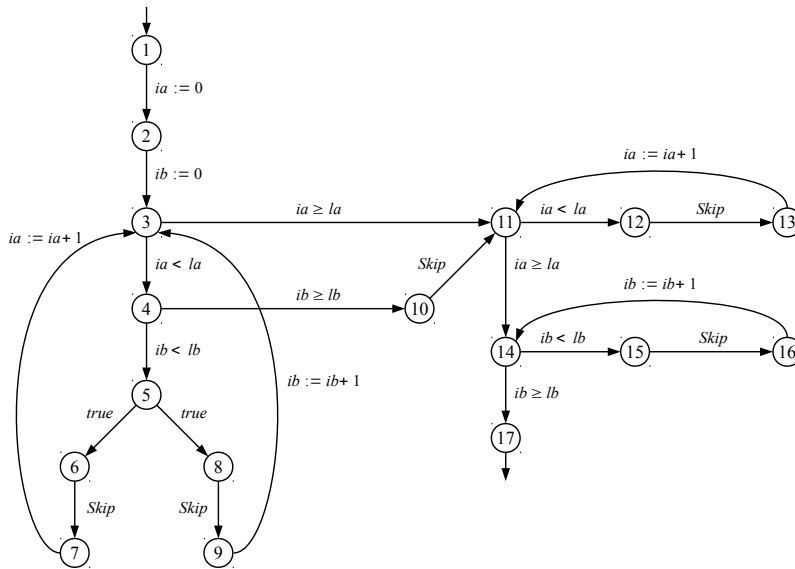 1
ia := 0
2
ib := 0
ia := ia + 1
3
ia ≥ la
11
ia < la
12
Skip
13
ia := ia + 1
ia < la
Skip
ia ≥ la
4
ib ≥ lb
10
ib := ib + 1
ib < lb
14
ib < lb
15
Skip
16
5
ib := ib + 1
ib ≥ lb
true
true
17
6
8
Skip
Skip
7
9